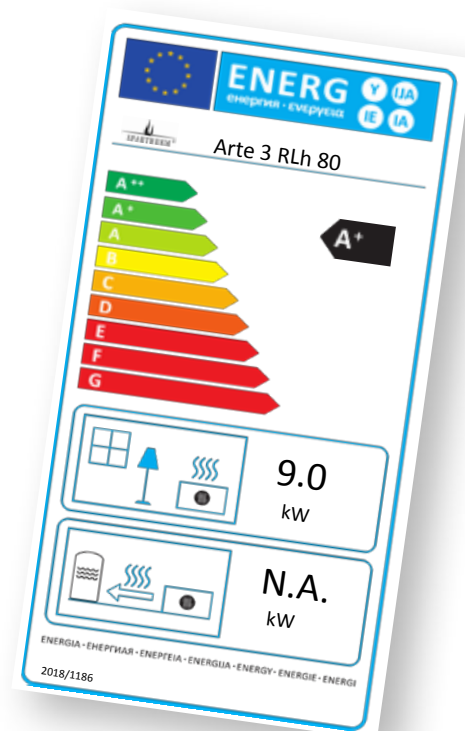 ENERG Y IJA
енергия · ενεργεια IE IA
SPARTHERM®
Arte 3 RLh 80
A++
A+
A+
A
B
C
D
E
F
G
9.0
kW
N.A.
kW
ENERGIA · ЕНЕРГИЯ · ΕΝΕΡΓΕΙΑ · ENERGIJA · ENERGY · ENERGIE · ENERGI
2018/1186